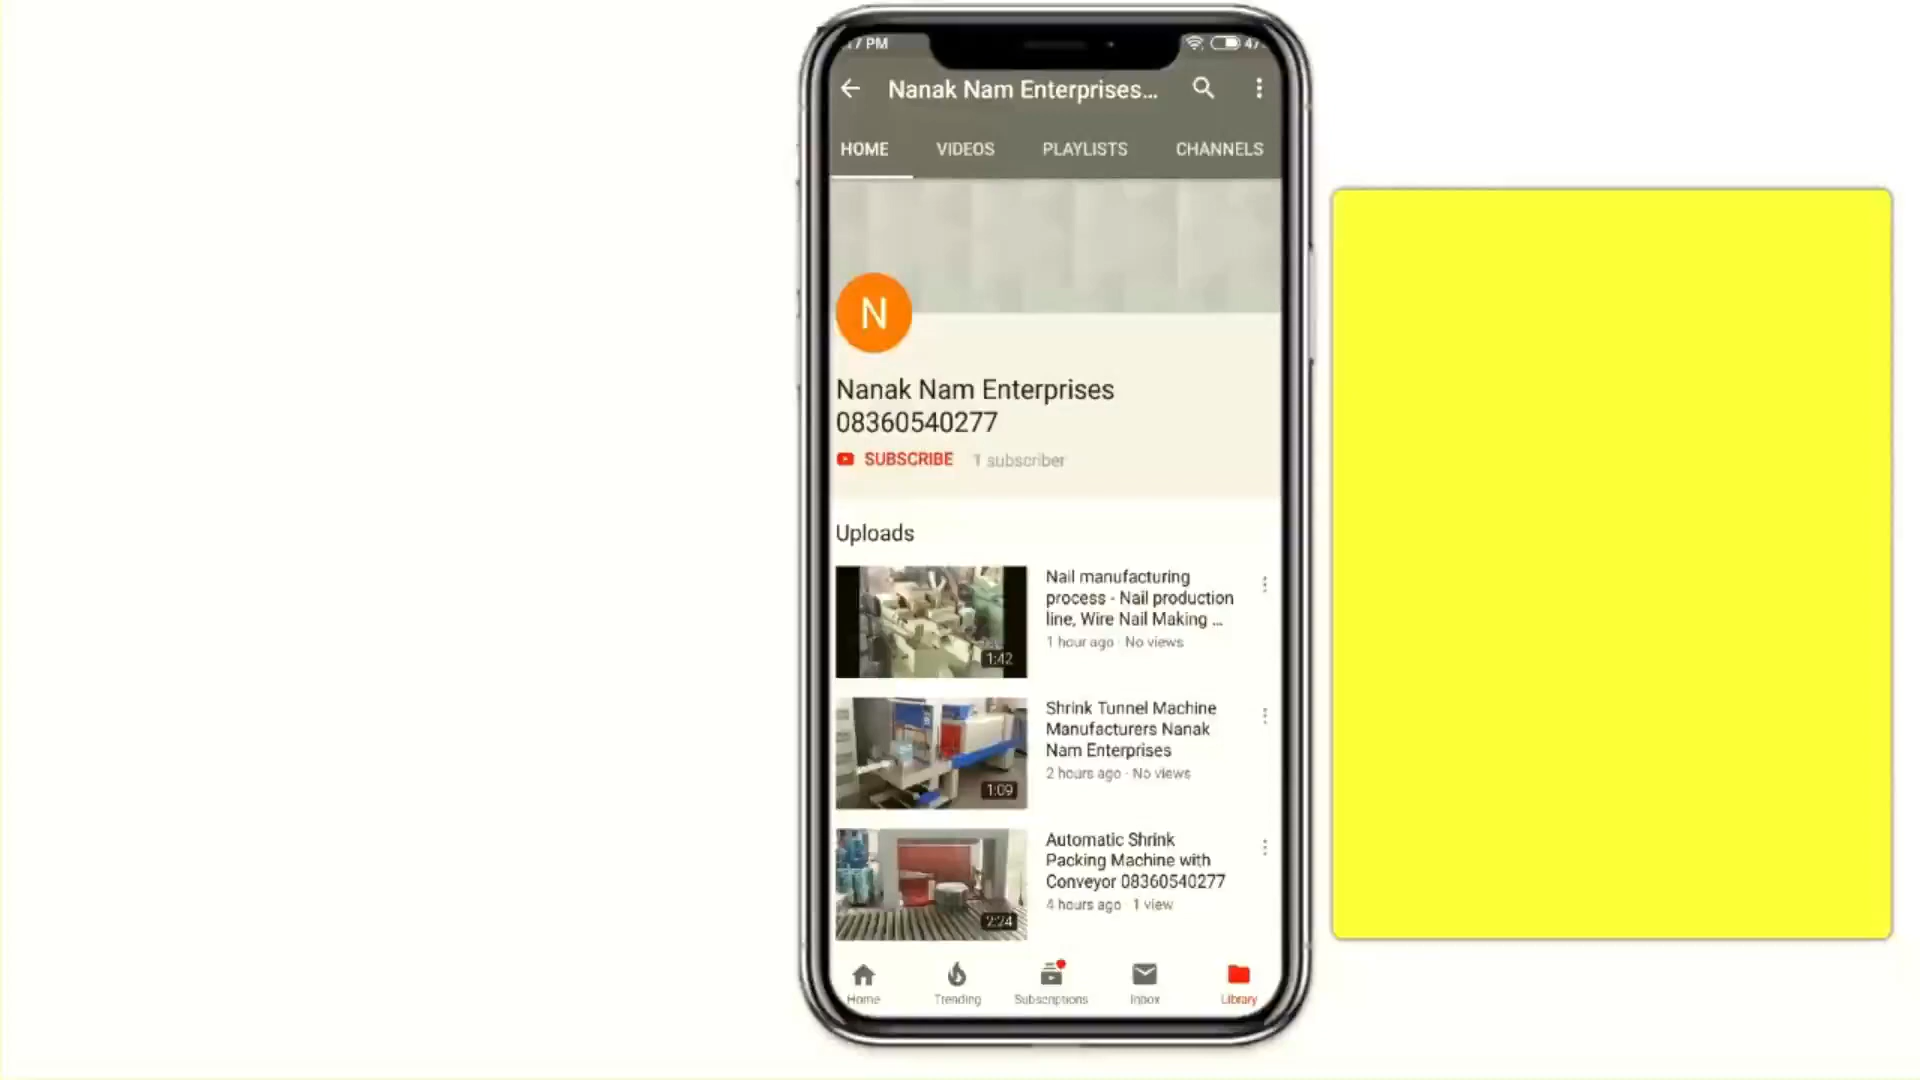 17 PM
47
Nanak Nam Enterprises...
HOME VIDEOS PLAYLISTS CHANNELS
N
Nanak Nam Enterprises
08360540277
SUBSCRIBE 1 subscriber
Uploads
Nail manufacturing
process - Nail production
line, Wire Nail Making ...
1 hour ago · No views
1:42
Shrink Tunnel Machine
Manufacturers Nanak
Nam Enterprises
2 hours ago · No views
1:09
Automatic Shrink
Packing Machine with
Conveyor 08360540277
4 hours ago · 1 view
2:24
Home Trending Subscriptions Inbox Library